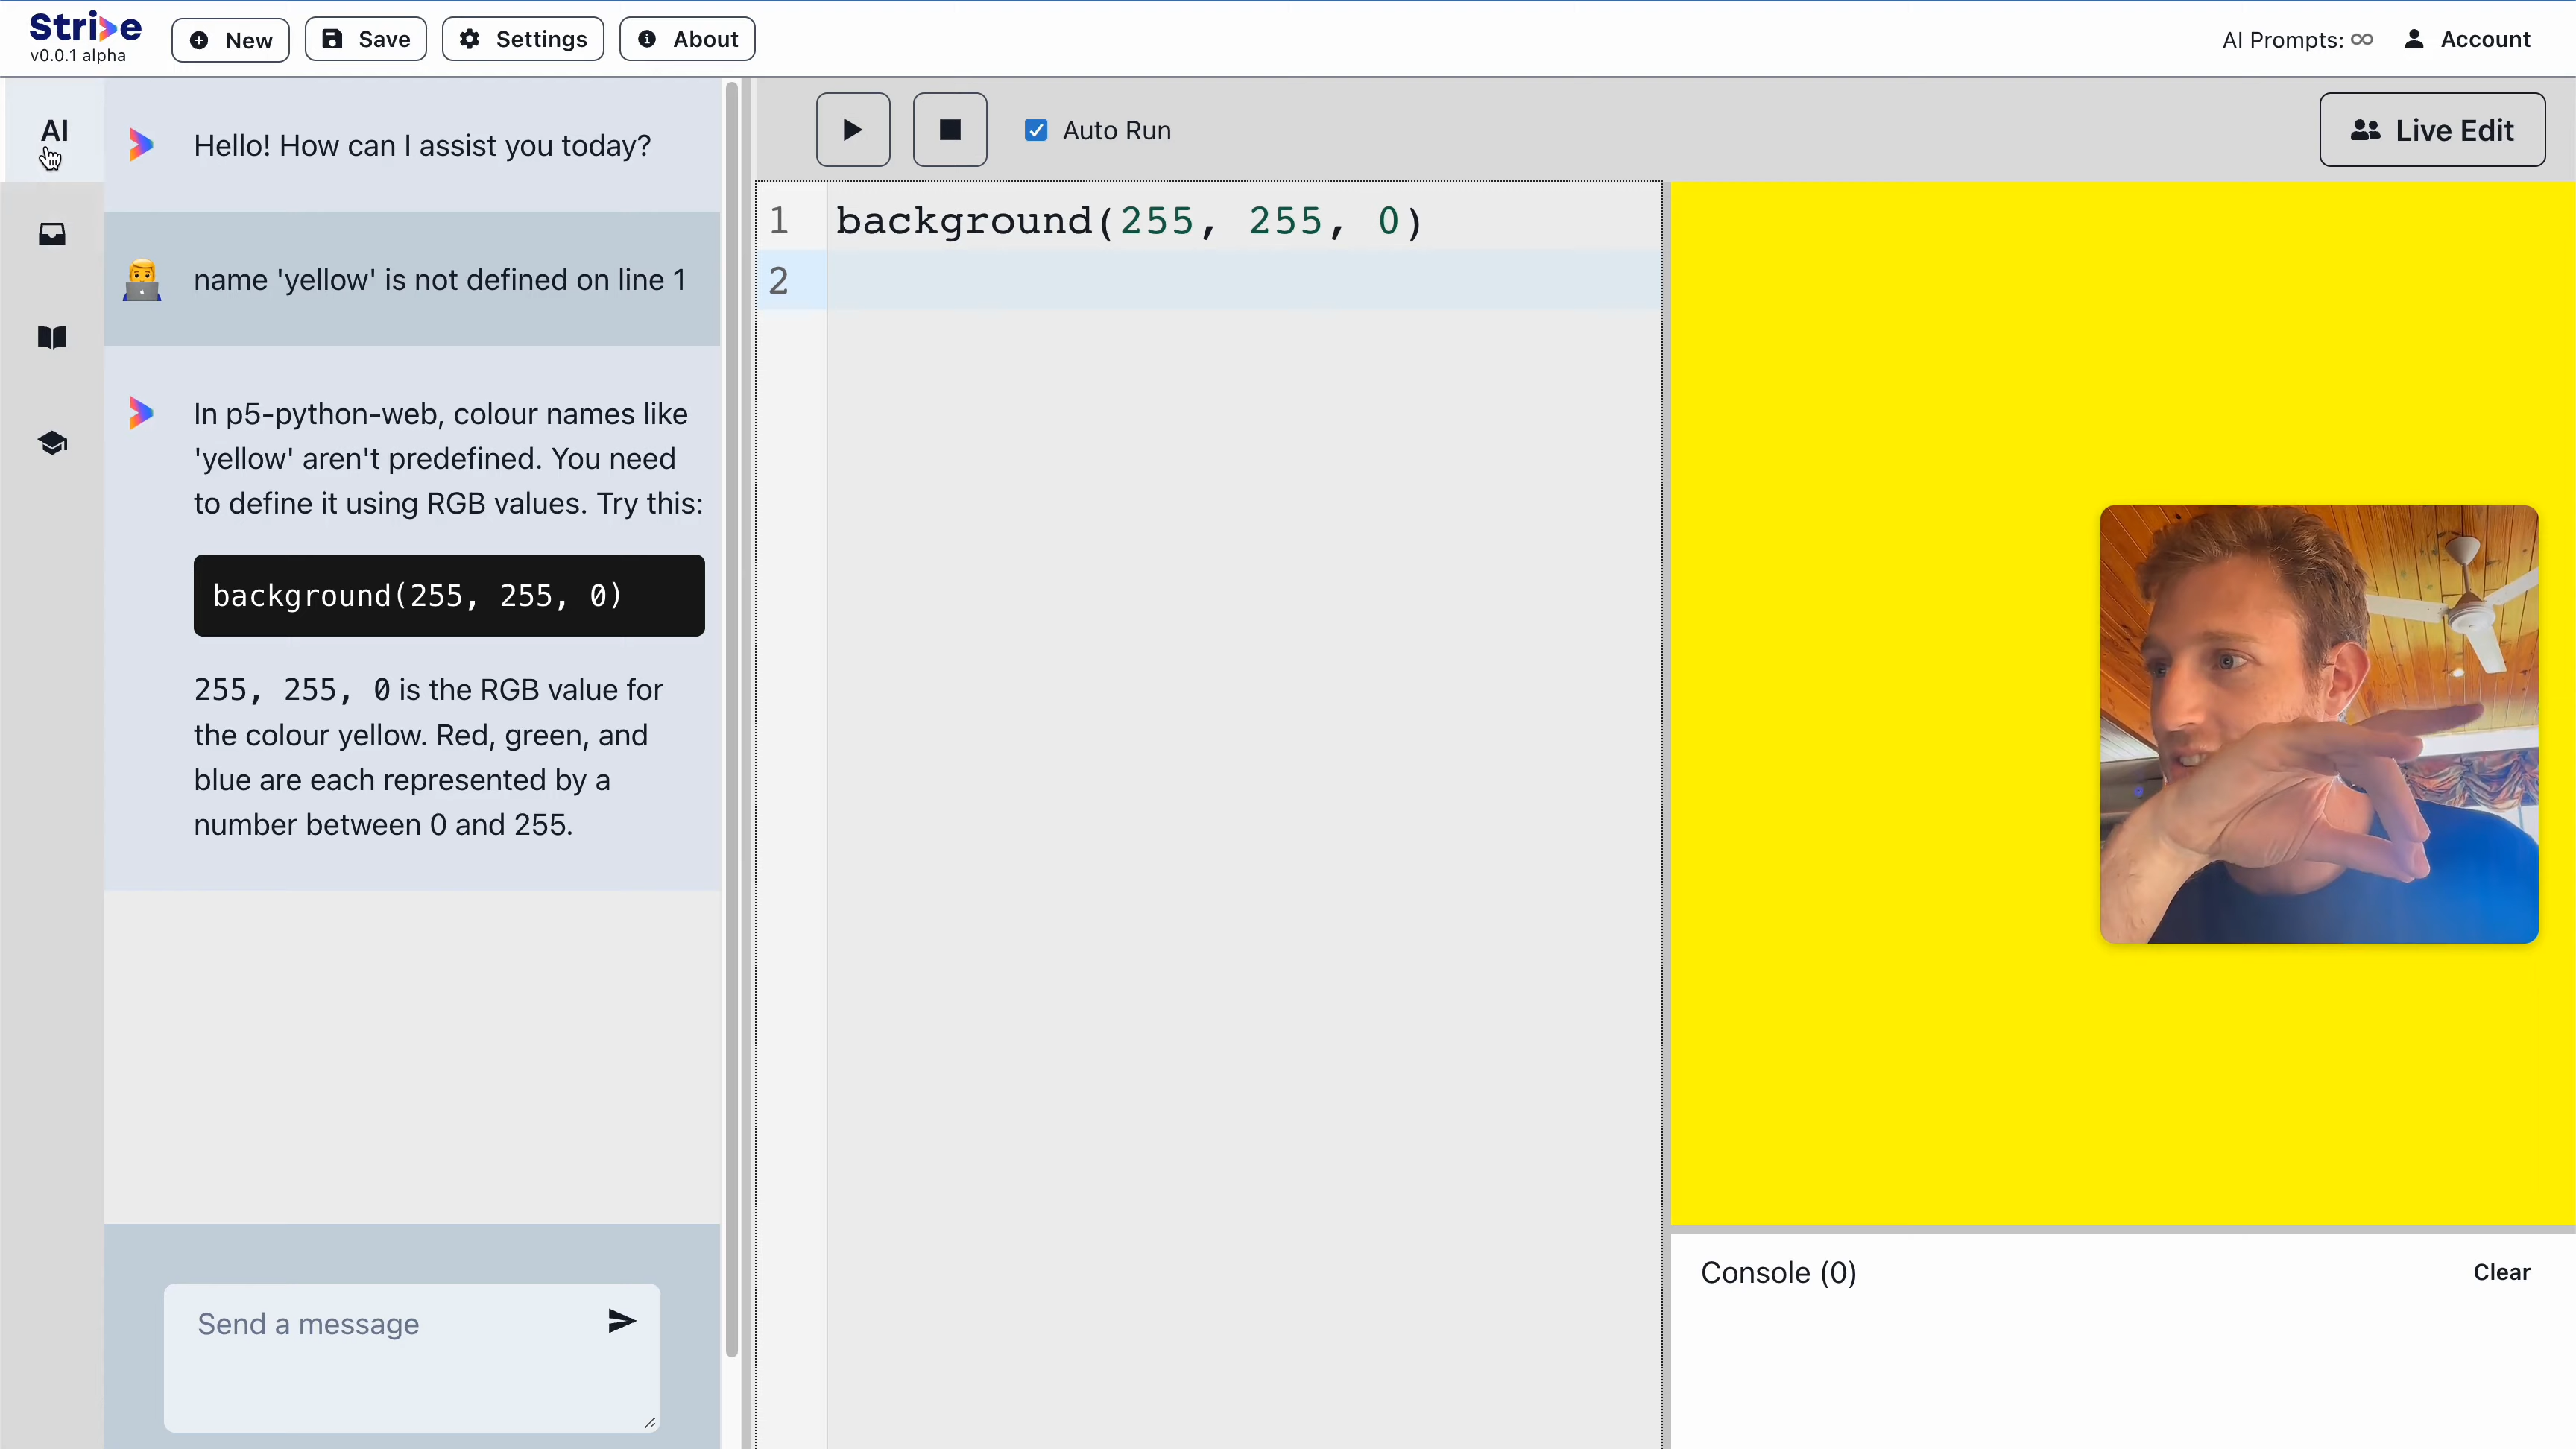 Strive
v0.0.1 alpha
New
Save
Settings
About
AI Prompts: ∞
Account
AI
Hello! How can I assist you today?
name 'yellow' is not defined on line 1
In p5-python-web, colour names like
'yellow' aren't predefined. You need
to define it using RGB values. Try this:
background(255, 255, 0)
255, 255, 0 is the RGB value for
the colour yellow. Red, green, and
blue are each represented by a
number between 0 and 255.
Send a message
Auto Run
Live Edit
1 background(255, 255, 0)
2
Console (0)
Clear